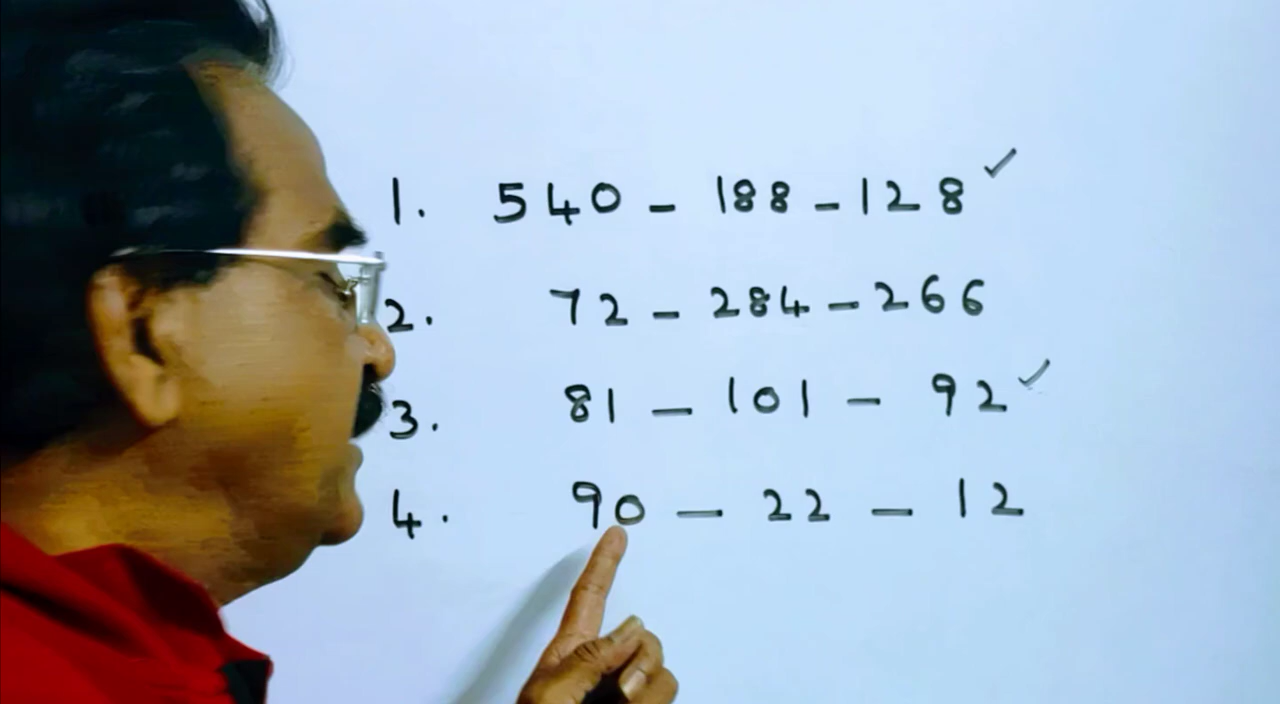 1. 540 - 188 - 128 ✓
2. 72 - 284 - 266
3. 81 - 101 - 92 ✓
4. 90 - 22 - 12